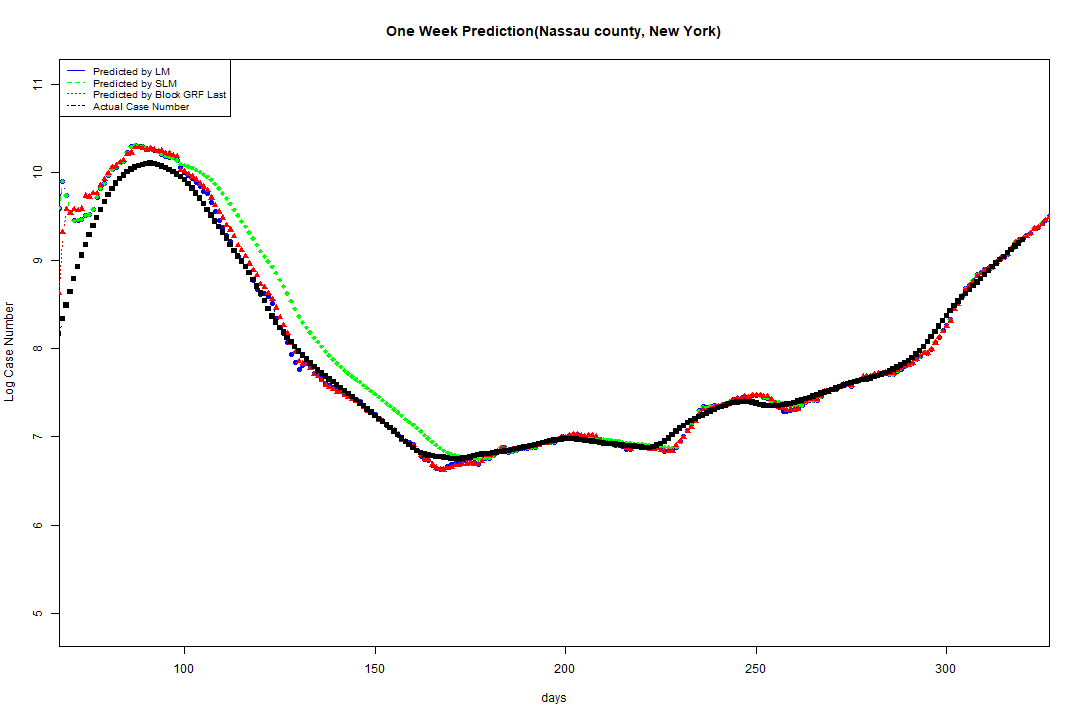 One Week Prediction(Nassau county, New York)
Predicted by LM
Predicted by SLM
Predicted by Block GRF Last
Actual Case Number
11
10
9
8
7
6
5
Log Case Number
100 150 200 250 300
days